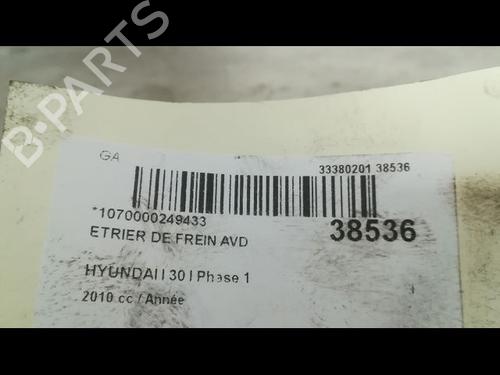 B-PARTS
GA
33380201 38536
*1070000249433
38536
ETRIER DE FREIN AVD
HYUNDAI I 30 I Phase 1
2010 cc / Année